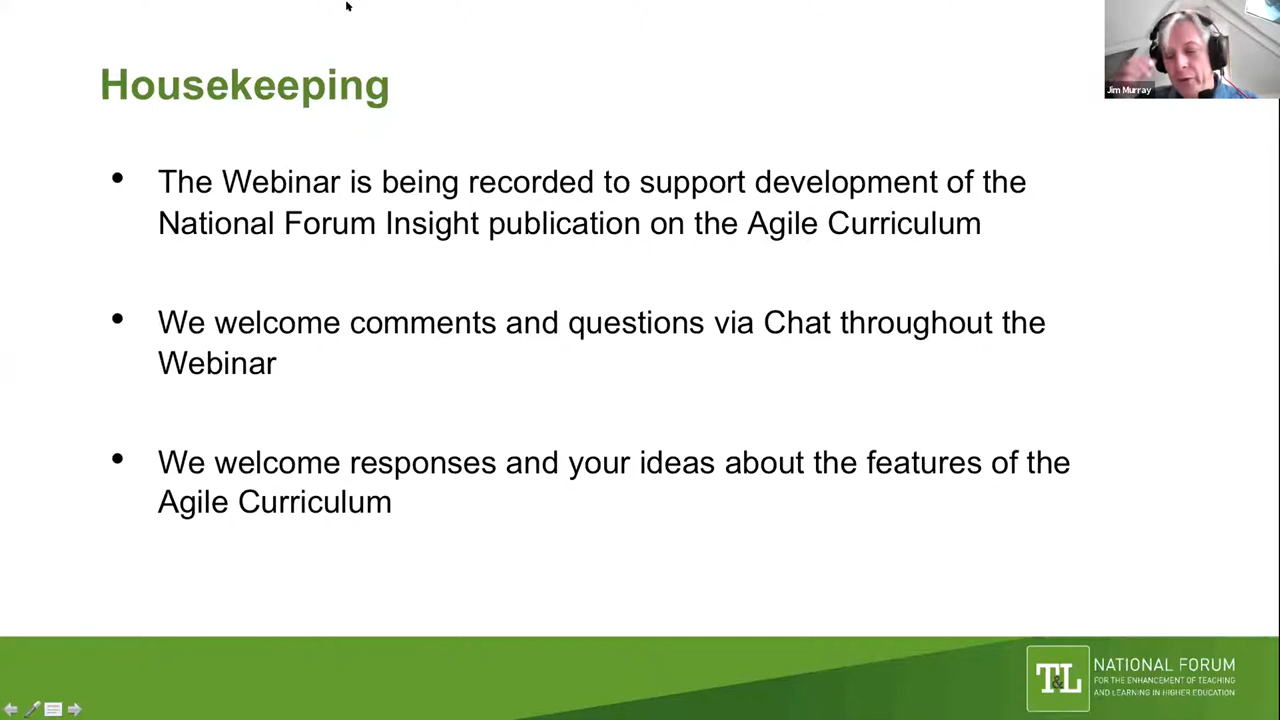 Housekeeping
Jim Murray
• The Webinar is being recorded to support development of the
National Forum Insight publication on the Agile Curriculum
• We welcome comments and questions via Chat throughout the
Webinar
• We welcome responses and your ideas about the features of the
Agile Curriculum
T&L
NATIONAL FORUM
FOR THE ENHANCEMENT OF TEACHING
AND LEARNING IN HIGHER EDUCATION